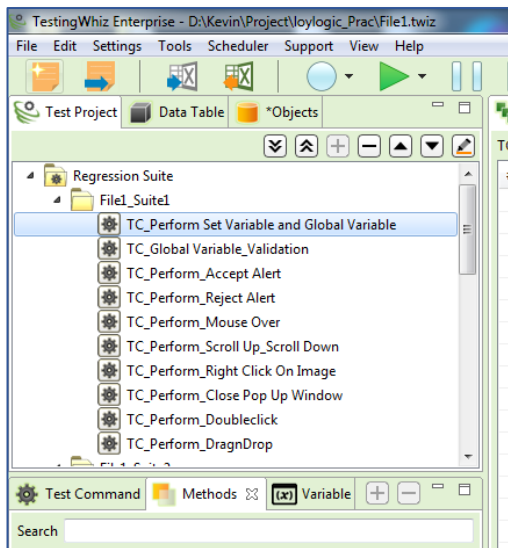 TestingWhiz Enterprise - D:\Kevin\Project\loylogic_Prac\File1.twiz
File Edit Settings Tools Scheduler Support View Help
Test Project Data Table *Objects
Regression Suite
File1_Suite1
TC_Perform Set Variable and Global Variable
TC_Global Variable_Validation
TC_Perform_Accept Alert
TC_Perform_Reject Alert
TC_Perform_Mouse Over
TC_Perform_Scroll Up_Scroll Down
TC_Perform_Right Click On Image
TC_Perform_Close Pop Up Window
TC_Perform_Doubleclick
TC_Perform_DragnDrop
Test Command Methods (x) Variable
Search